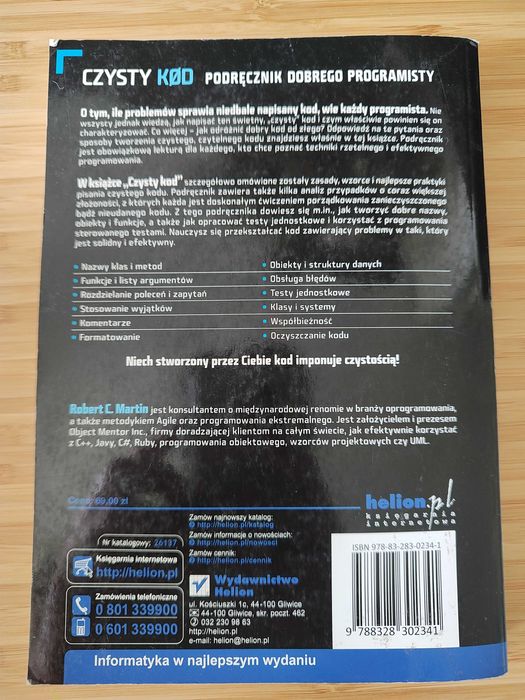 CZYSTY KØD PODRĘCZNIK DOBREGO PROGRAMISTY
O tym, ile problemów sprawia niedbale napisany kod, wie każdy programista. Nie
wszyscy jednak wiedzą, jak napisać ten świetny, „czysty” kod i czym właściwie powinien się on
charakteryzować. Co więcej – jak odróżnić dobry kod od złego? Odpowiedź na te pytania oraz
sposoby tworzenia czystego, czytelnego kodu znajdziesz właśnie w tej książce. Podręcznik
jest obowiązkową lekturą dla każdego, kto chce poznać techniki rzetelnego i efektywnego
programowania.
W książce „Czysty kod” szczegółowo omówione zostały zasady, wzorce i najlepsze praktyki
pisania czystego kodu. Podręcznik zawiera także kilka analiz przypadków o coraz większej
złożoności, z których każda jest doskonałym ćwiczeniem porządkowania zanieczyszczonego
bądź nieudanego kodu. Z tego podręcznika dowiesz się m.in., jak tworzyć dobre nazwy,
obiekty i funkcje, a także jak opracować testy jednostkowe i korzystać z programowania
sterowanego testami. Nauczysz się przekształcać kod zawierający problemy w taki, który
jest solidny i efektywny.
• Nazwy klas i metod
• Funkcje i listy argumentów
• Rozdzielanie poleceń i zapytań
• Stosowanie wyjątków
• Komentarze
• Formatowanie
• Obiekty i struktury danych
• Obsługa błędów
• Testy jednostkowe
• Klasy i systemy
• Współbieżność
• Oczyszczanie kodu
Niech stworzony przez Ciebie kod imponuje czystością!
Robert C. Martin jest konsultantem o międzynarodowej renomie w branży oprogramowania,
a także metodykiem Agile oraz programowania ekstremalnego. Jest założycielem i prezesem
Object Mentor Inc., firmy doradzającej klientom na całym świecie, jak efektywnie korzystać
z C++, Javy, C#, Ruby, programowania obiektowego, wzorców projektowych czy UML.
Cena: 69,00 zł
helion.pl
księgarnia
internetowa
Nr katalogowy: 26137
Księgarnia internetowa
http://helion.pl
Zamówienia telefoniczne
0 801 339900
0 601 339900
Zamów najnowszy katalog:
http://helion.pl/katalog
Zamów informacje o nowościach:
http://helion.pl/nowosci
Zamów cennik:
http://helion.pl/cennik
Wydawnictwo
Helion
ul. Kościuszki 1c, 44-100 Gliwice
44-100 Gliwice, skr. poczt. 462
032 230 98 63
http://helion.pl
e-mail: helion@helion.pl
ISBN 978-83-283-0234-1
9 788328 302341
Informatyka w najlepszym wydaniu